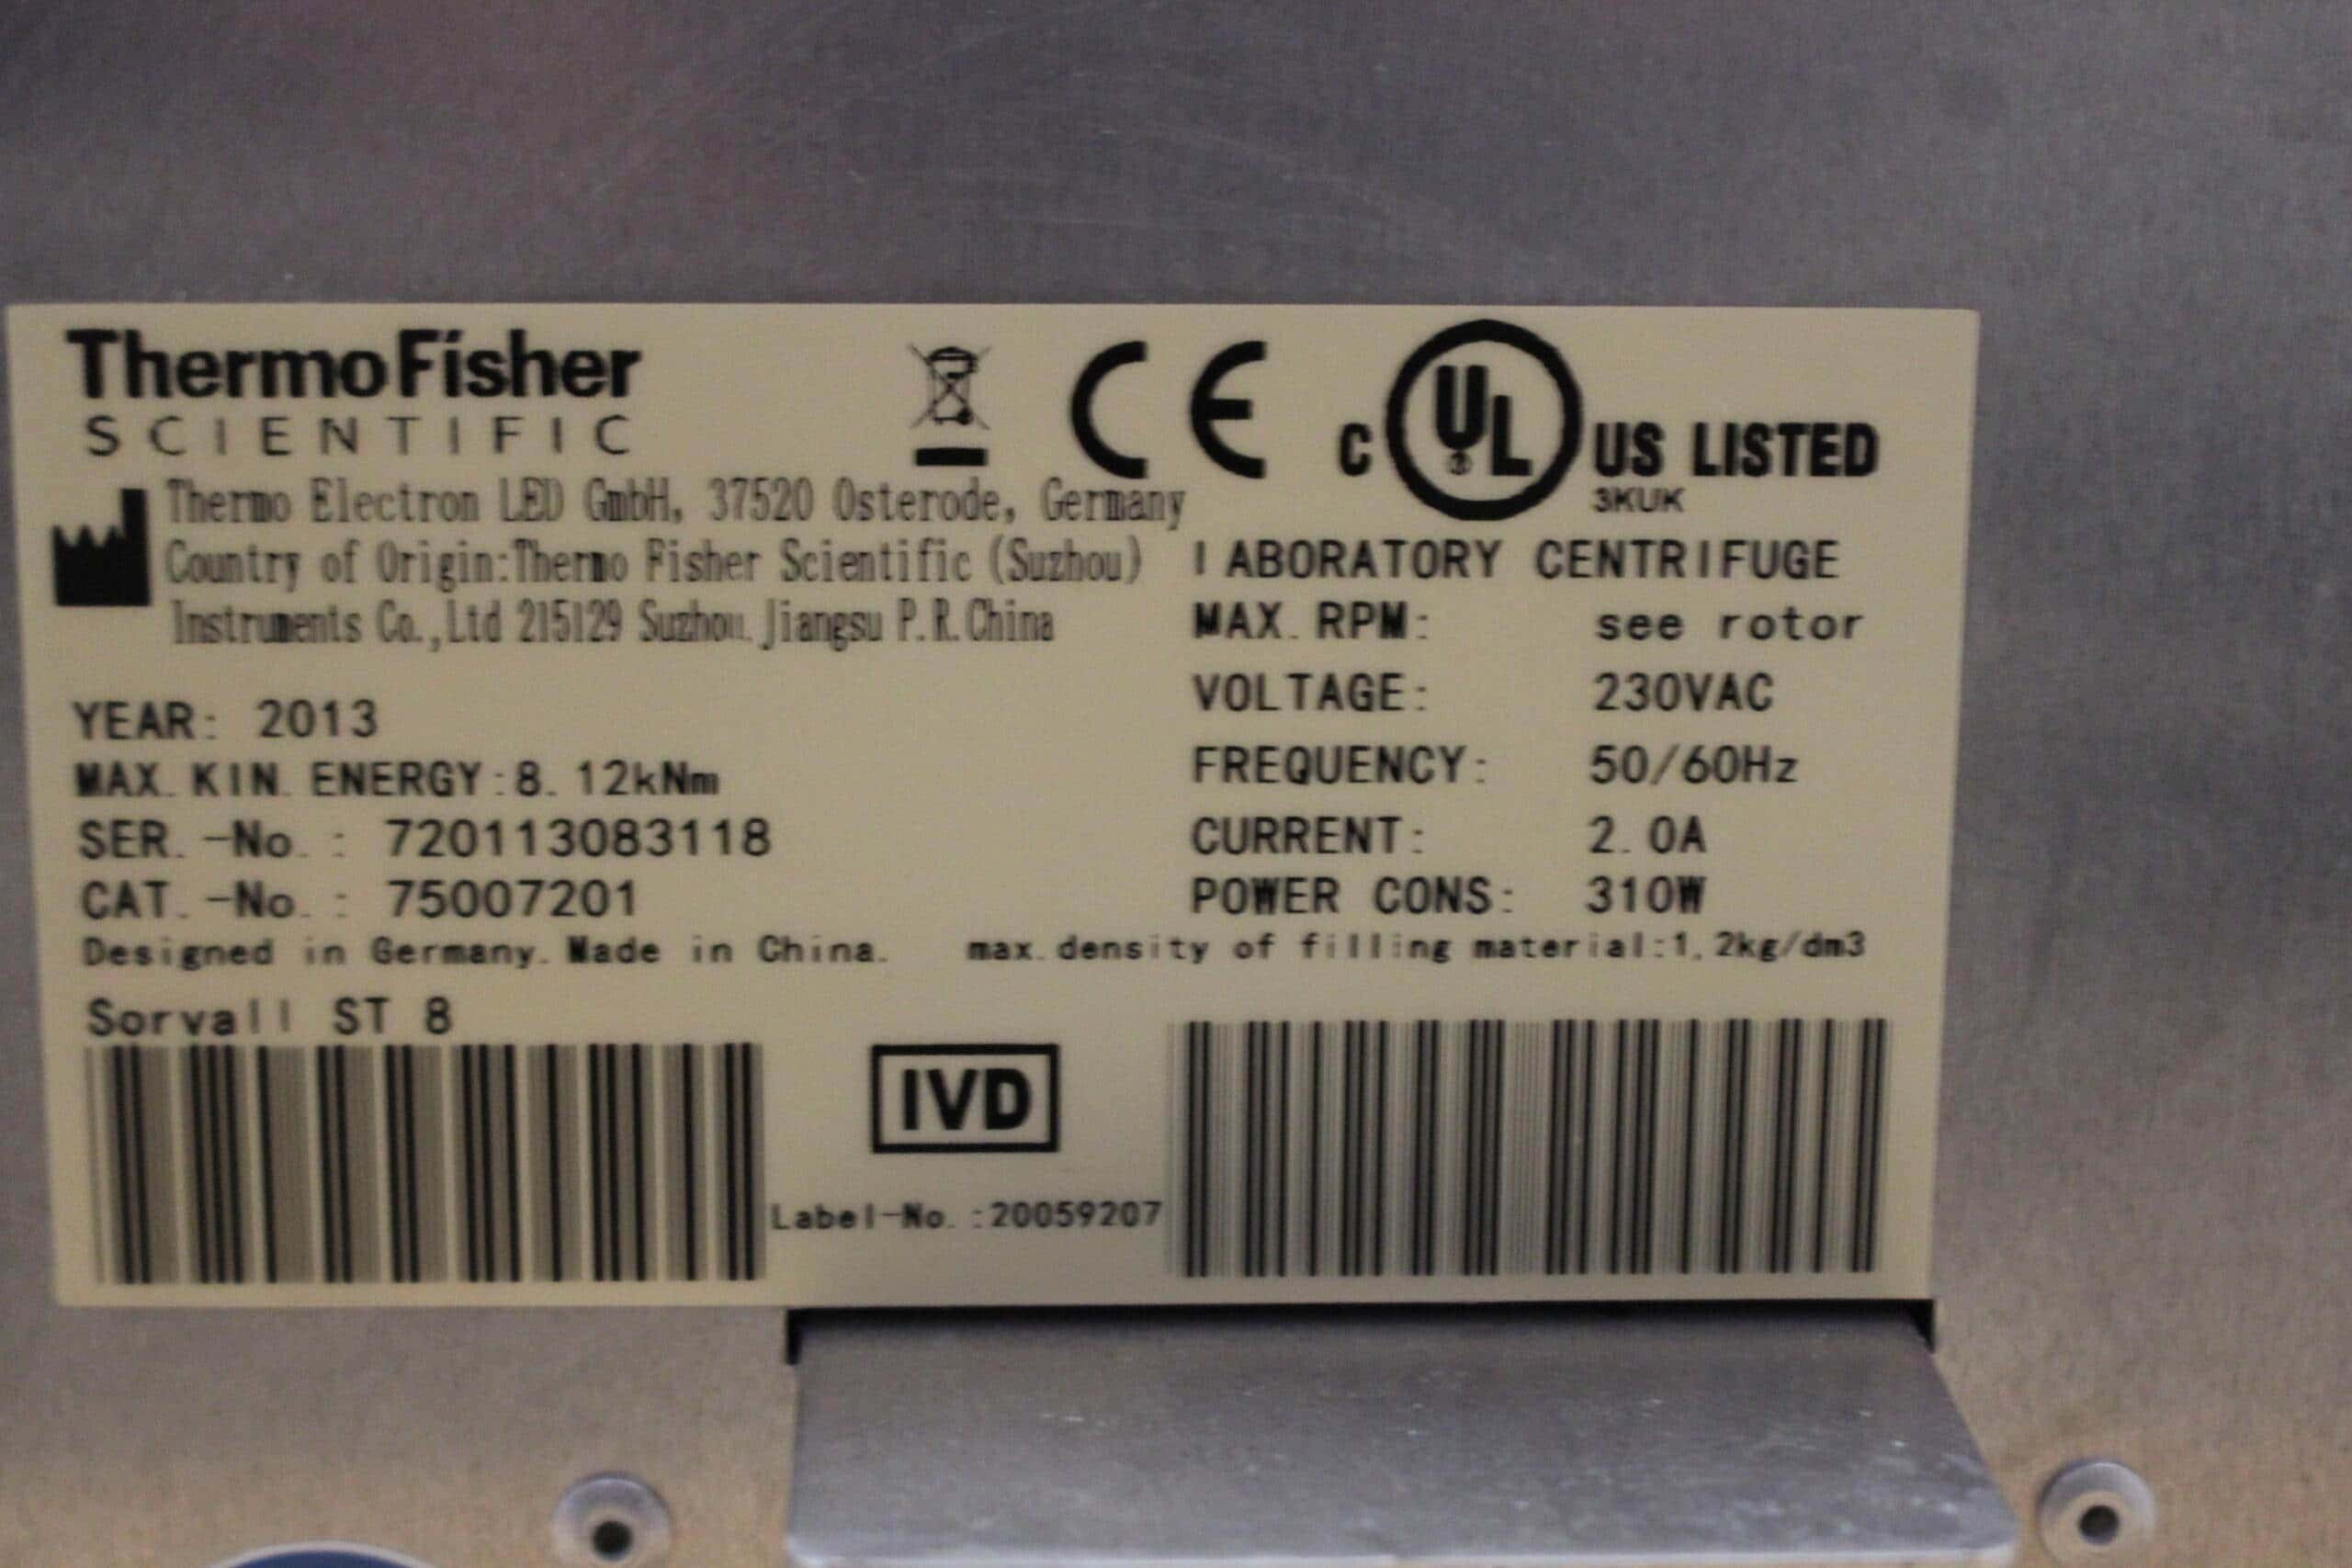 ThermoFisher
SCIENTIFIC
CE
C UL US LISTED
3KUK
Thermo Electron LED GmbH, 37520 Osterode, Germany
Country of Origin:Thermo Fisher Scientific (Suzhou)
Instruments Co.,Ltd 215129 Suzhou. Jiangsu P.R.China
LABORATORY CENTRIFUGE
MAX. RPM: see rotor
VOLTAGE: 230VAC
FREQUENCY: 50/60Hz
CURRENT: 2.0A
POWER CONS: 310W
YEAR: 2013
MAX. KIN. ENERGY:8.12kNm
SER.-No.: 720113083118
CAT.-No.: 75007201
Designed in Germany. Made in China.
max.density of filling material:1,2kg/dm3
Sorvall ST 8
IVD
Label-No.:20059207